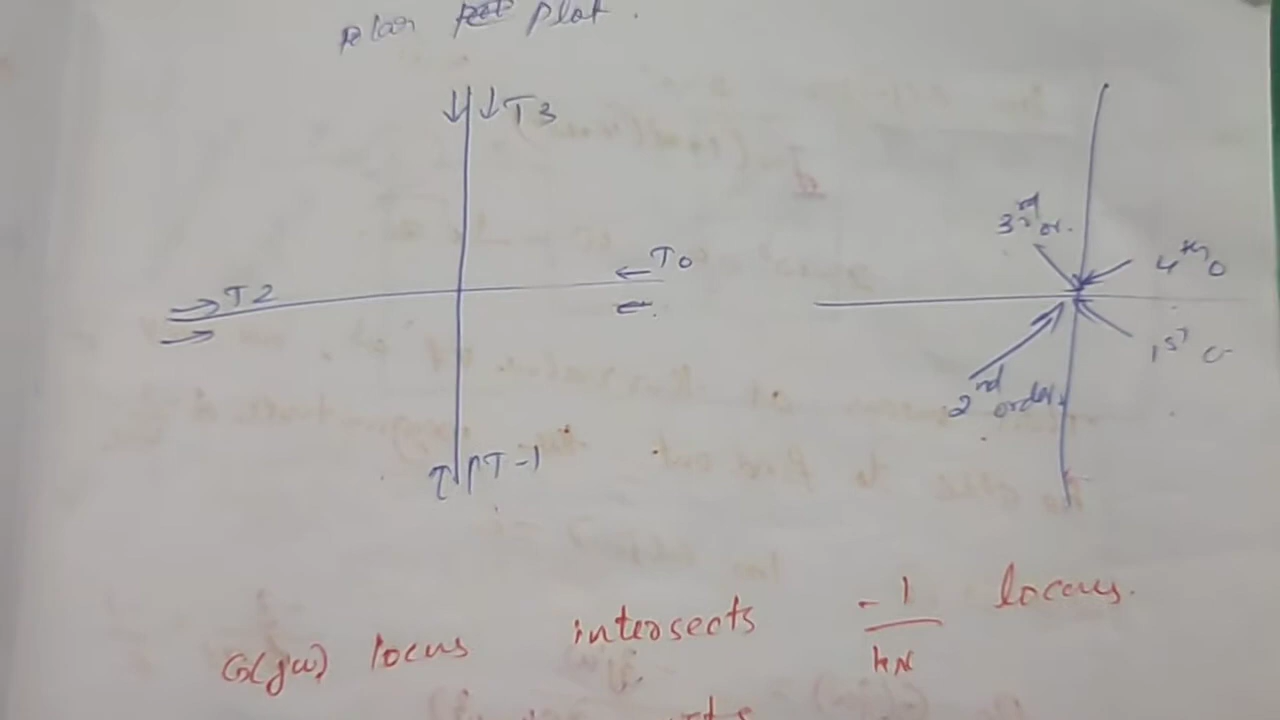 plot.
T3
T0
T2
T-1
3rd or.
4th o
1st o
2nd order
G(jω) locus intersects -1/KN locus.